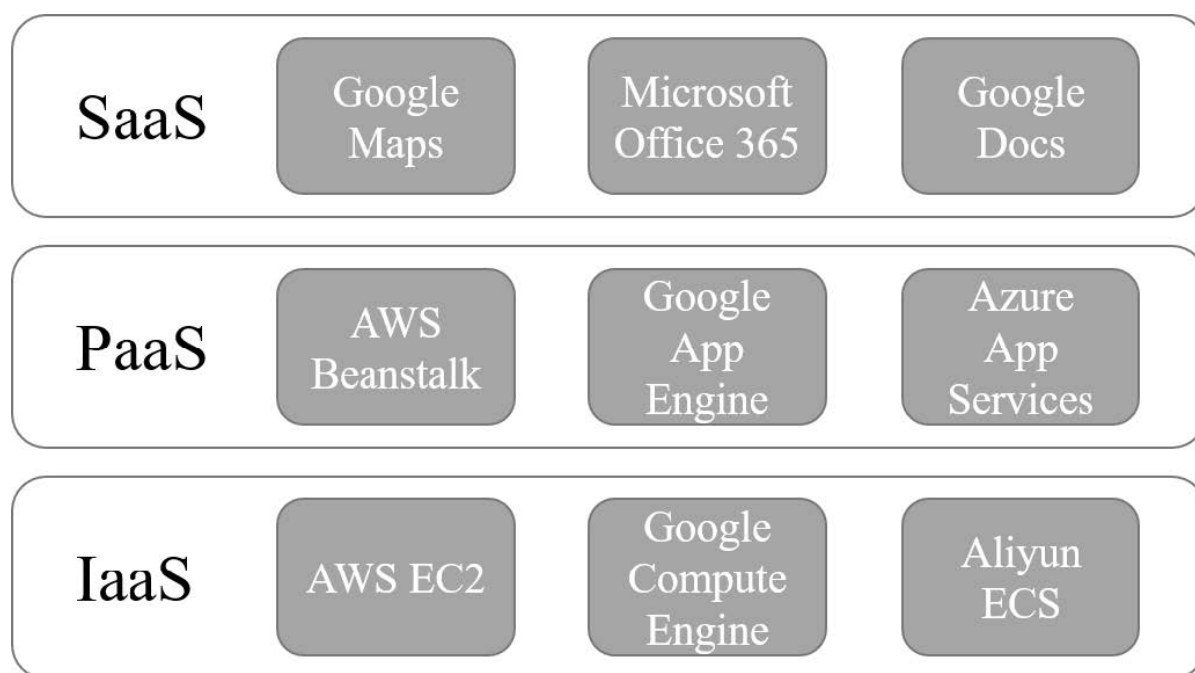 SaaS
Google
Maps
Microsoft
Office 365
Google
Docs
PaaS
AWS
Beanstalk
Google
App
Engine
Azure
App
Services
IaaS
AWS EC2
Google
Compute
Engine
Aliyun
ECS